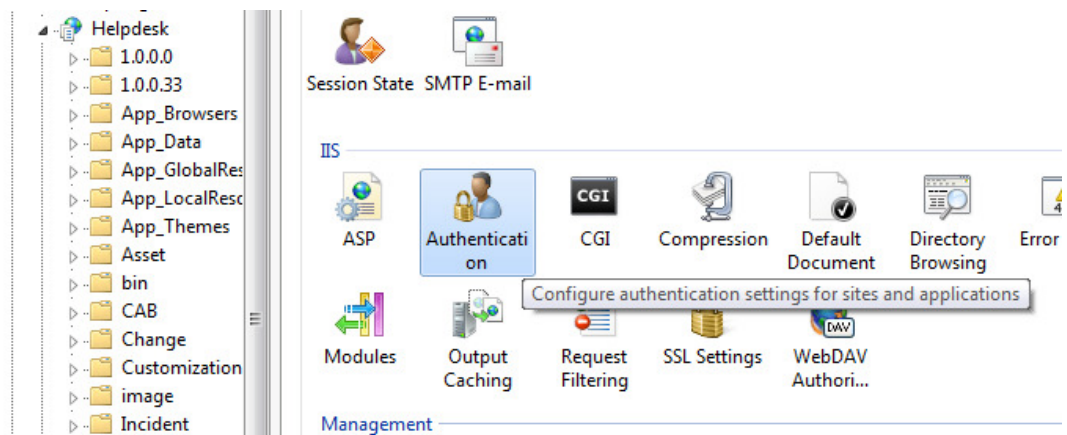 Helpdesk
1.0.0.0
1.0.0.33
App_Browsers
App_Data
App_GlobalRes
App_LocalResc
App_Themes
Asset
bin
CAB
Change
Customization
image
Incident
Session State SMTP E-mail
IIS
CGI
ASP Authenticati CGI Compression Default Directory Error
on Document Browsing
Configure authentication settings for sites and applications
DAV
Modules Output Request SSL Settings WebDAV
Caching Filtering Authori...
Management